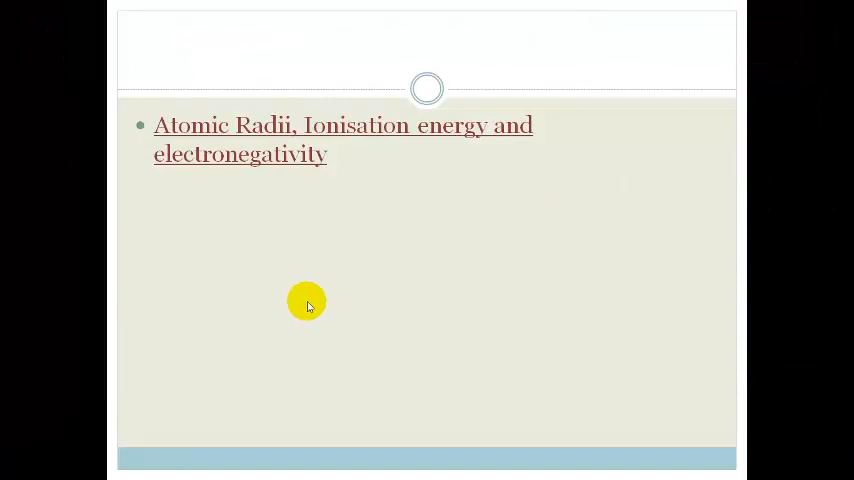 Atomic Radii, Ionisation energy and
electronegativity